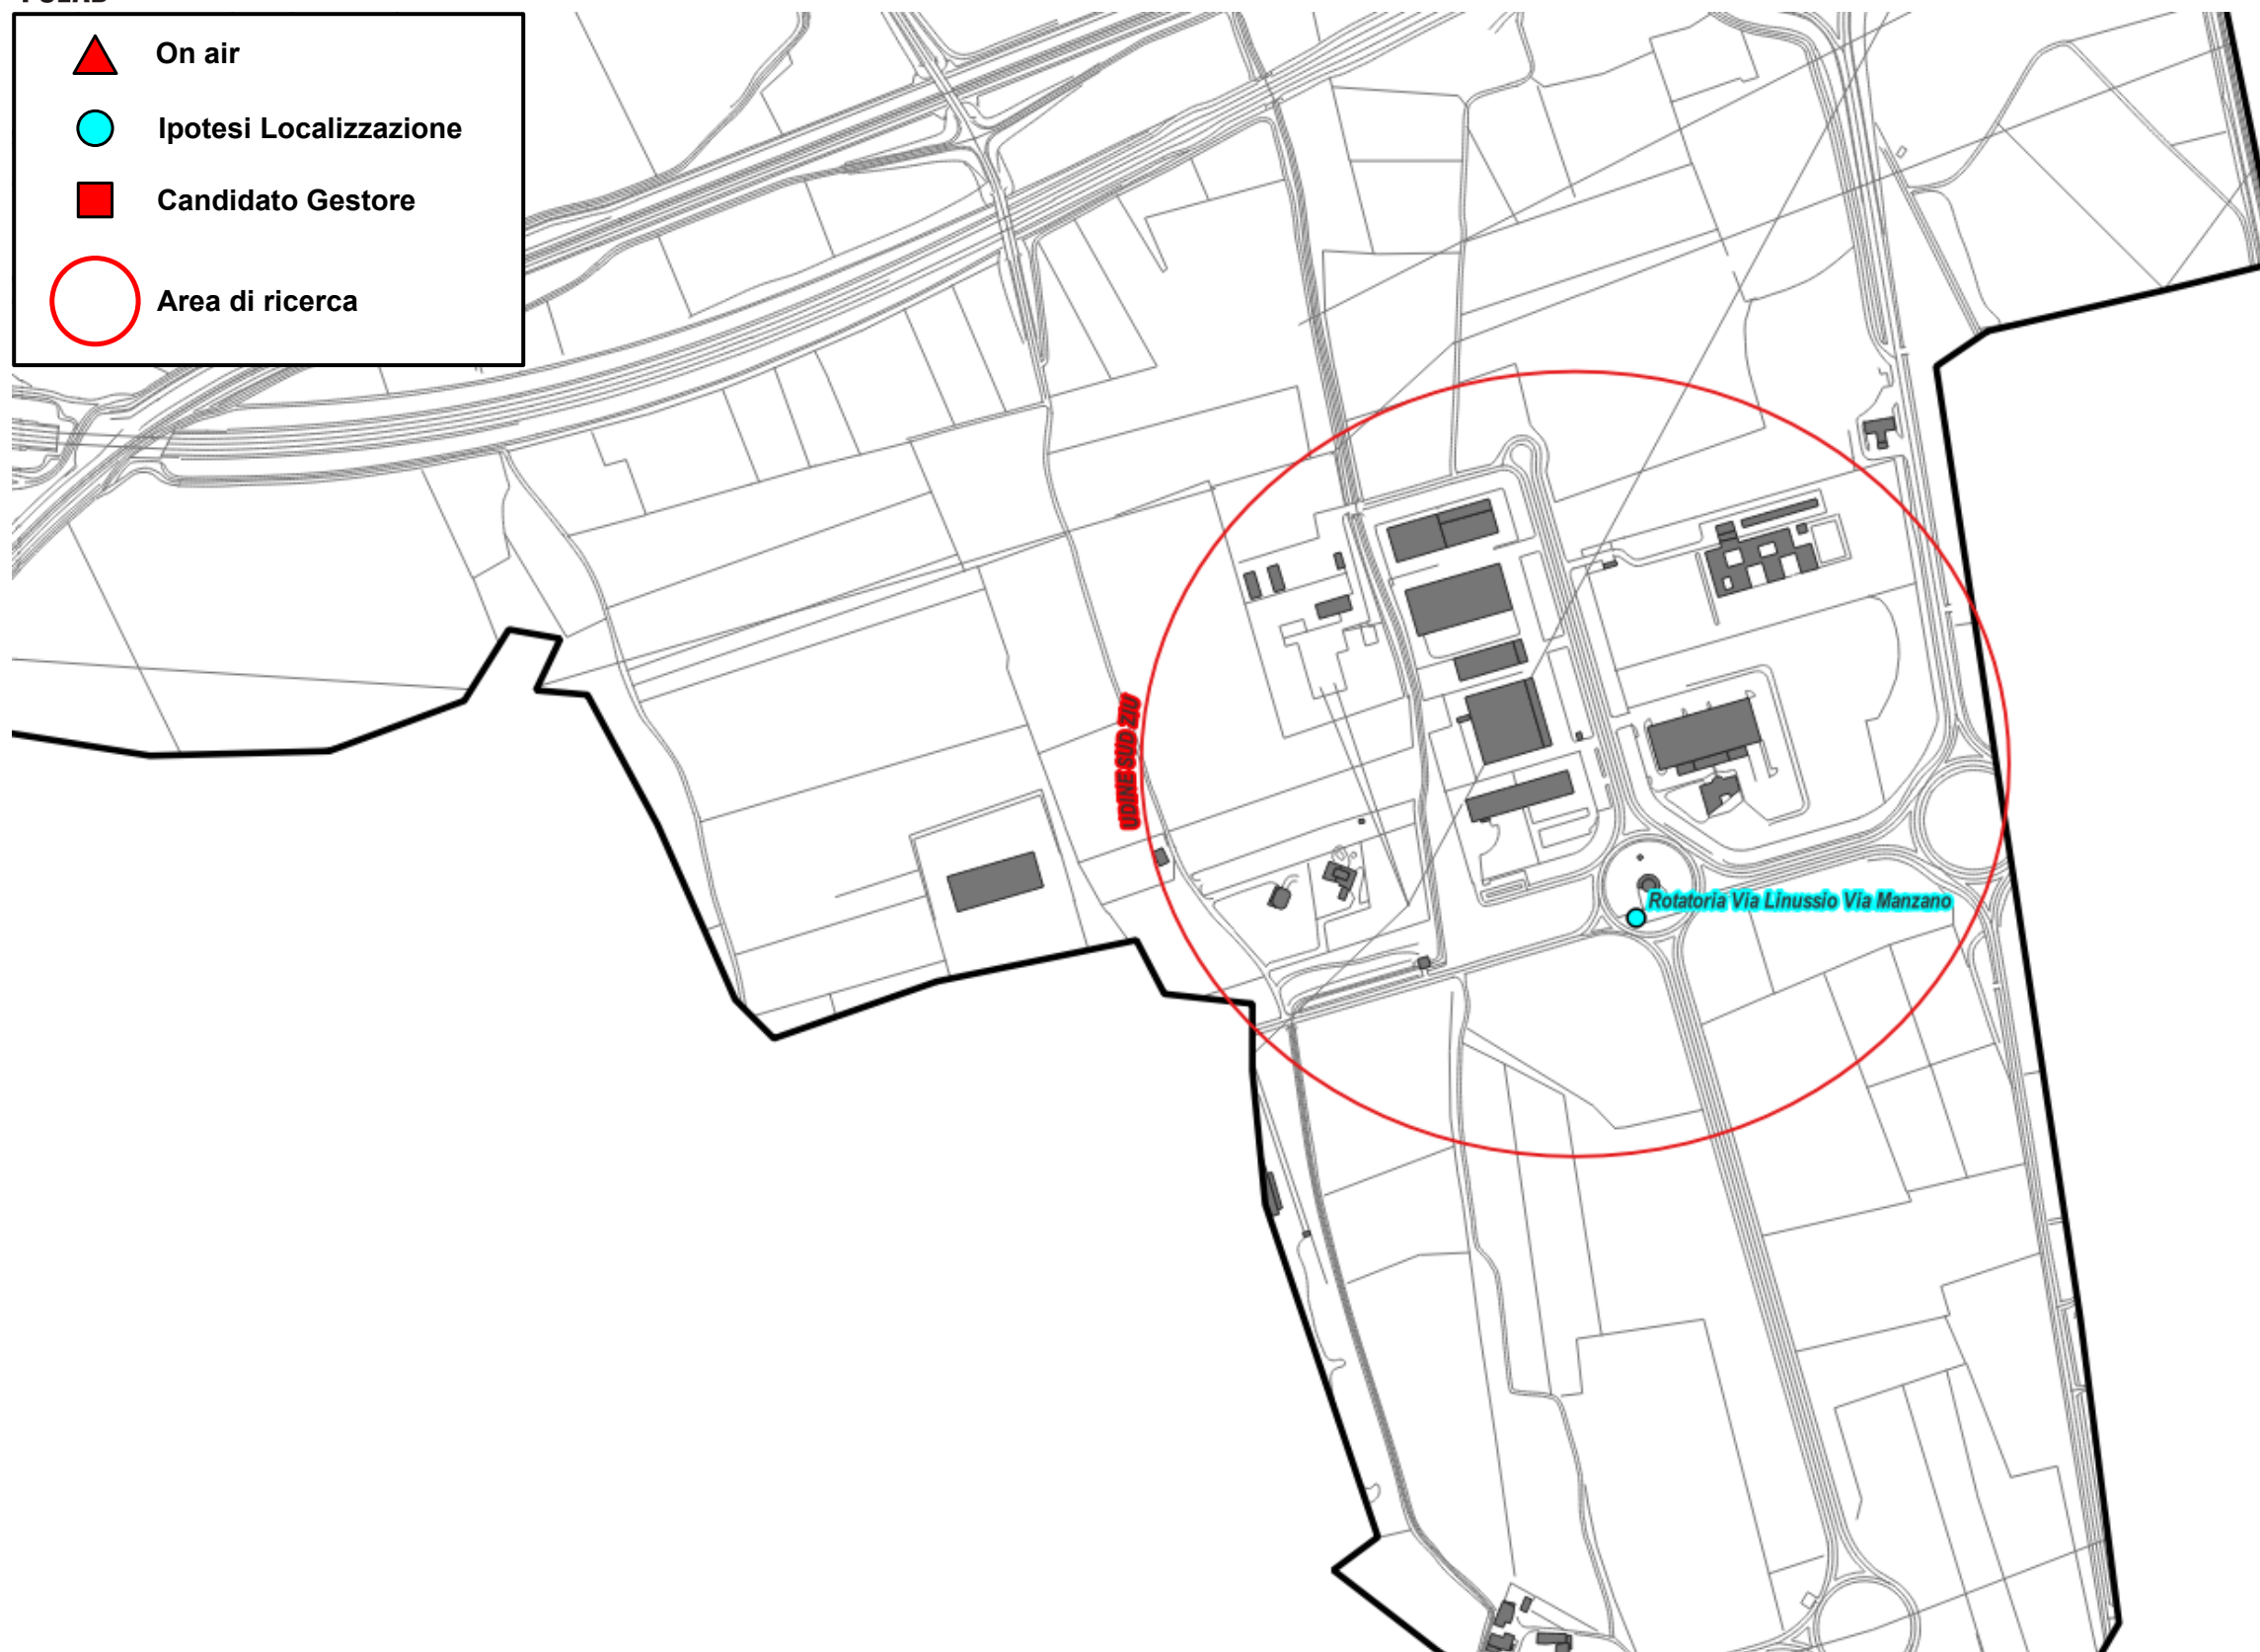 On air
Ipotesi Localizzazione
Candidato Gestore
Area di ricerca
UDINE SUD ZIU
Rotatoria Via Linussio Via Manzano